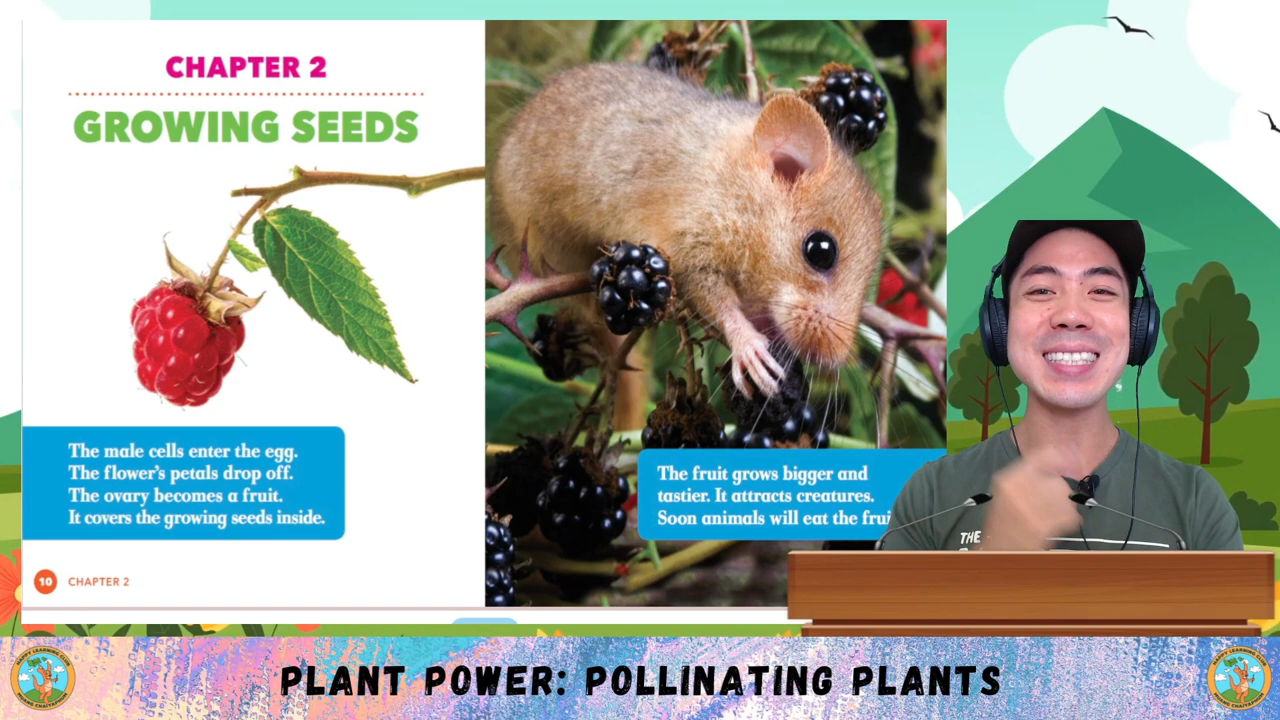 CHAPTER 2
GROWING SEEDS
The male cells enter the egg.
The flower's petals drop off.
The ovary becomes a fruit.
It covers the growing seeds inside.
10 CHAPTER 2
The fruit grows bigger and
tastier. It attracts creatures.
Soon animals will eat the frui
THE
PLANT POWER: POLLINATING PLANTS